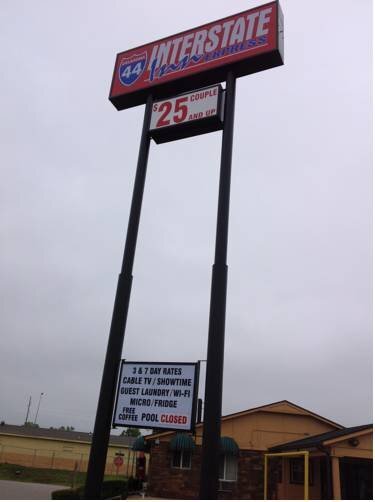 44
INTERSTATE
Inn EXPRESS
$25 COUPLE
AND UP
3 & 7 DAY RATES
CABLE TV / SHOWTIME
GUEST LAUNDRY/WI-FI
MICRO/FRIDGE
FREE
COFFEE POOL CLOSED